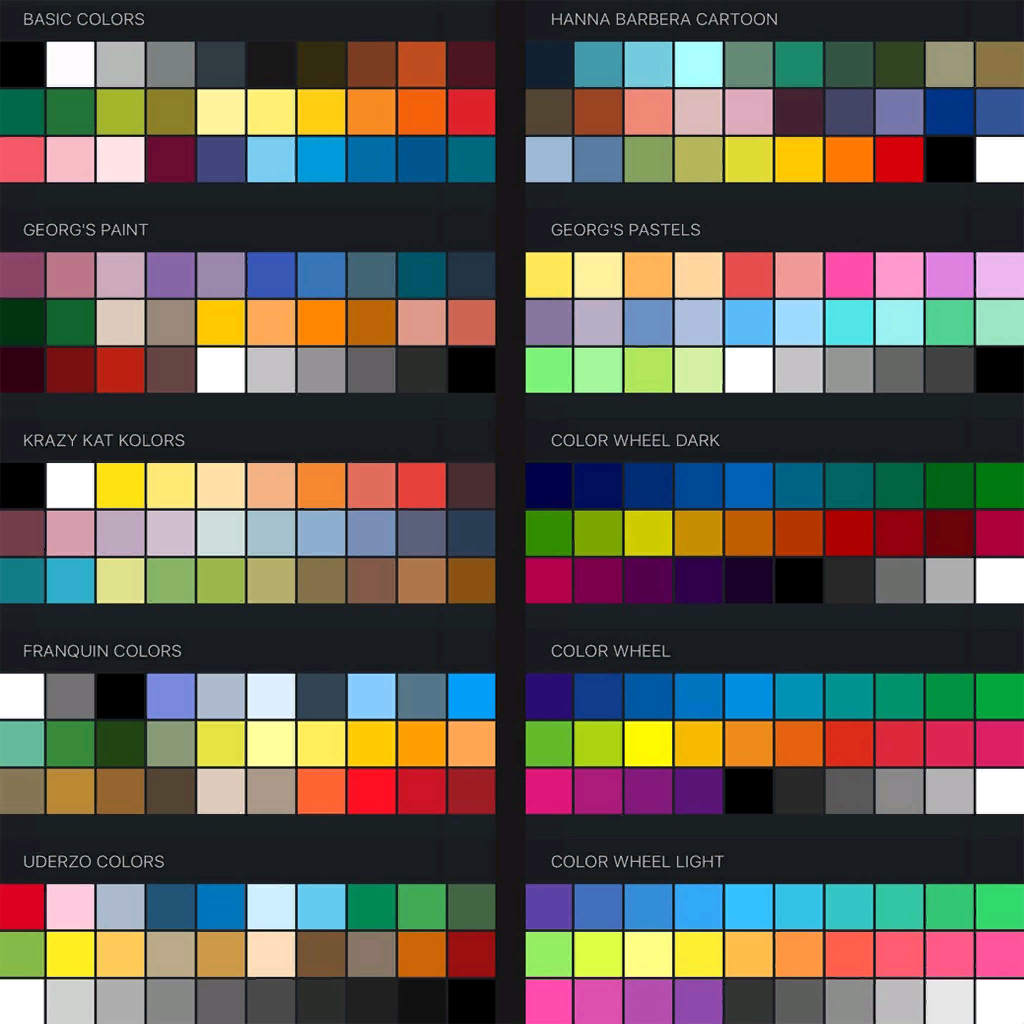 BASIC COLORS
HANNA BARBERA CARTOON
GEORG'S PAINT
GEORG'S PASTELS
KRAZY KAT KOLORS
COLOR WHEEL DARK
FRANQUIN COLORS
COLOR WHEEL
UDERZO COLORS
COLOR WHEEL LIGHT